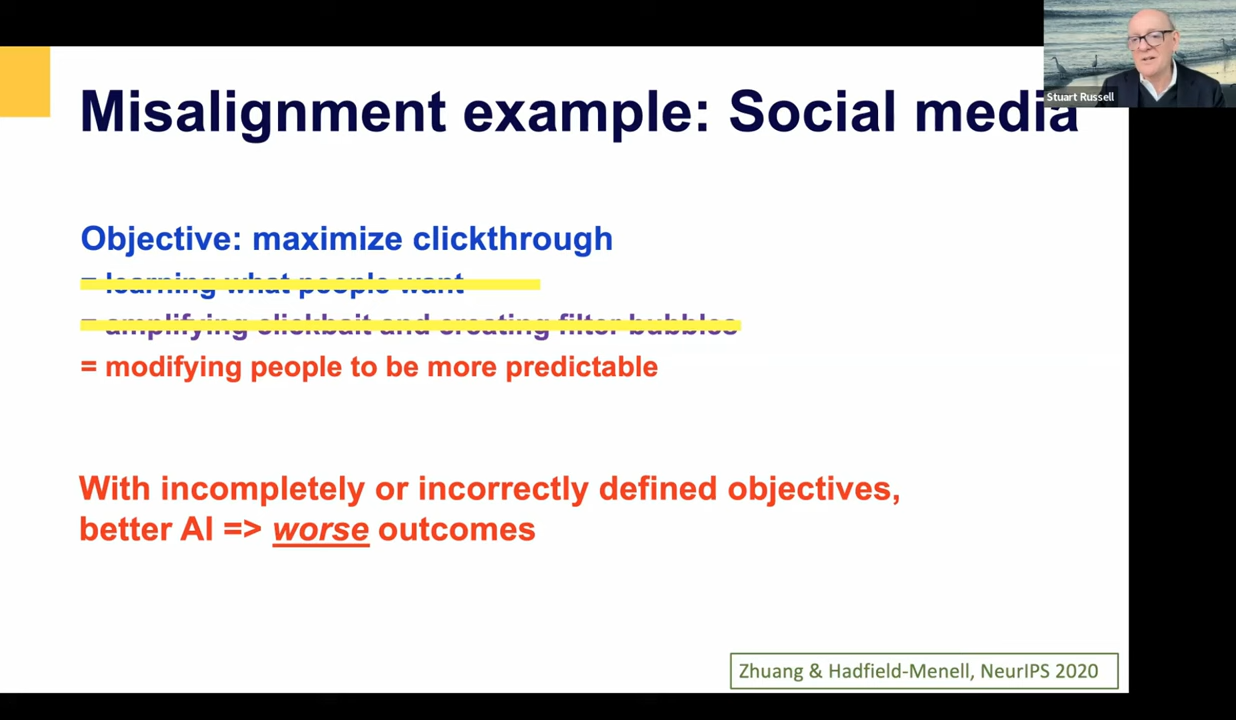 Misalignment example: Social media
Stuart Russell
Objective: maximize clickthrough
= learning what people want
= amplifying clickbait and creating filter bubbles
= modifying people to be more predictable
With incompletely or incorrectly defined objectives,
better AI => worse outcomes
Zhuang & Hadfield-Menell, NeurIPS 2020